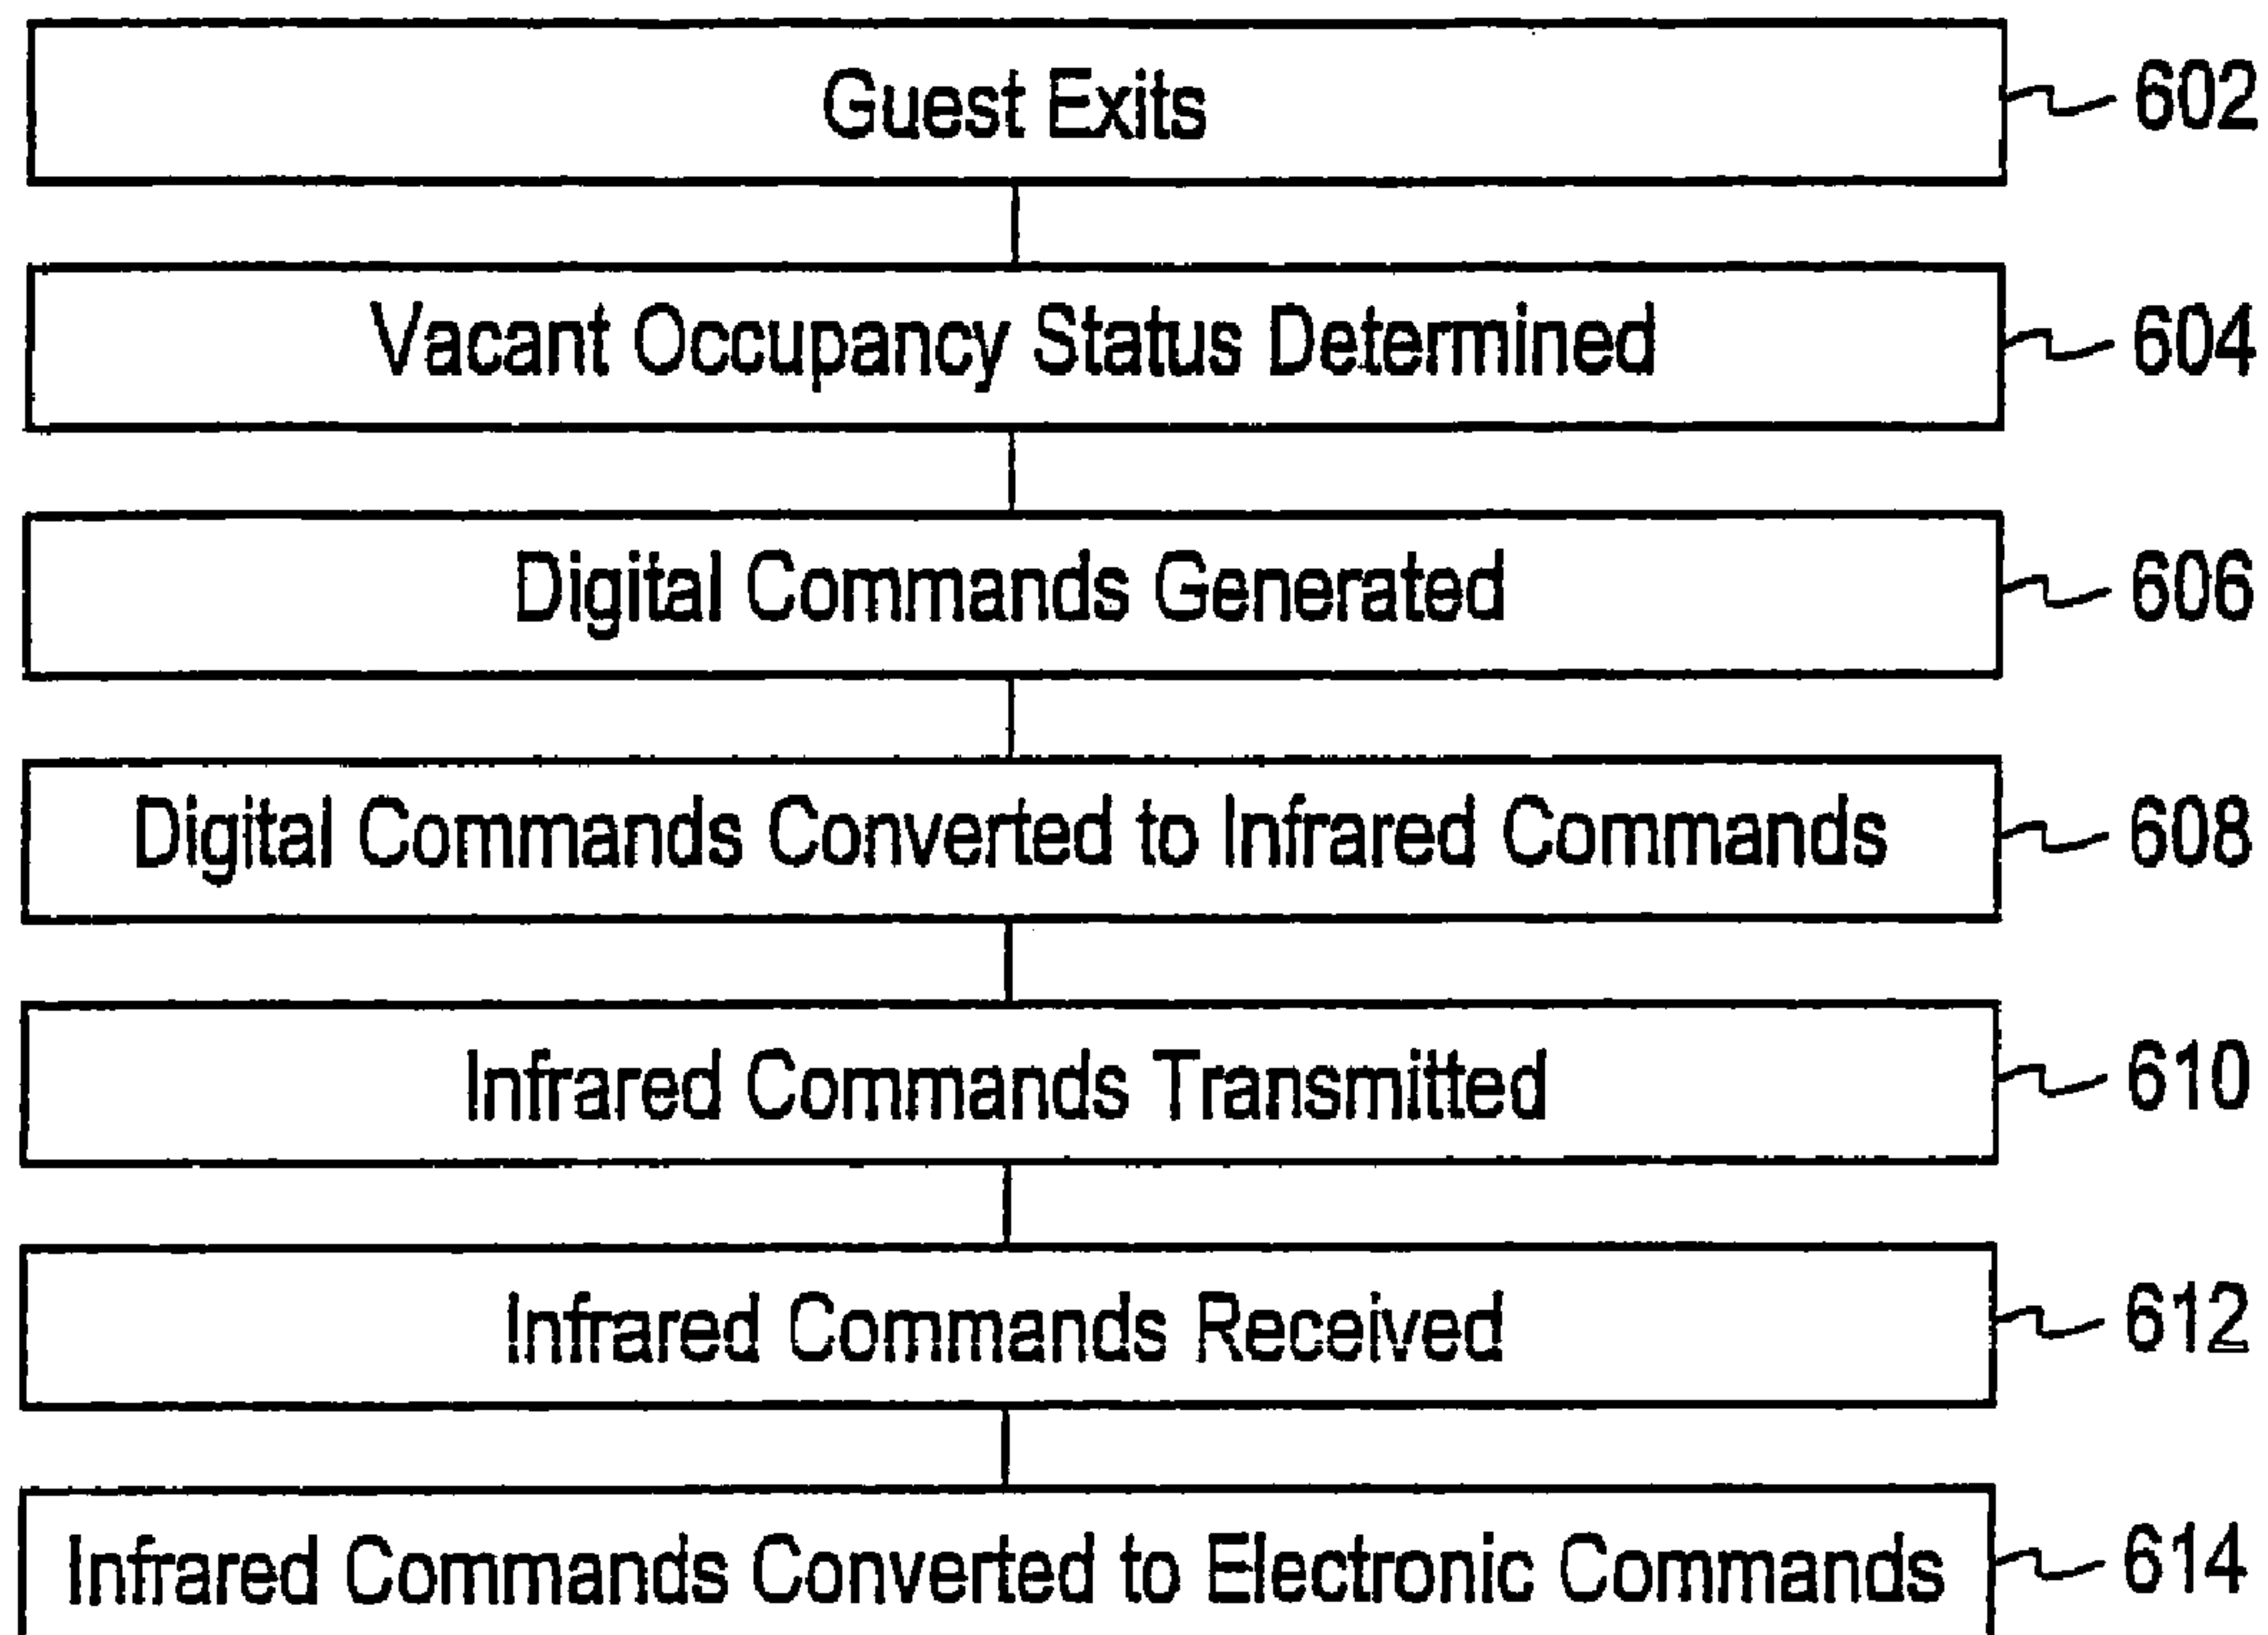 Guest Exits 602
Vacant Occupancy Status Determined 604
Digital Commands Generated 606
Digital Commands Converted to Infrared Commands 608
Infrared Commands Transmitted 610
Infrared Commands Received 612
Infrared Commands Converted to Electronic Commands 614